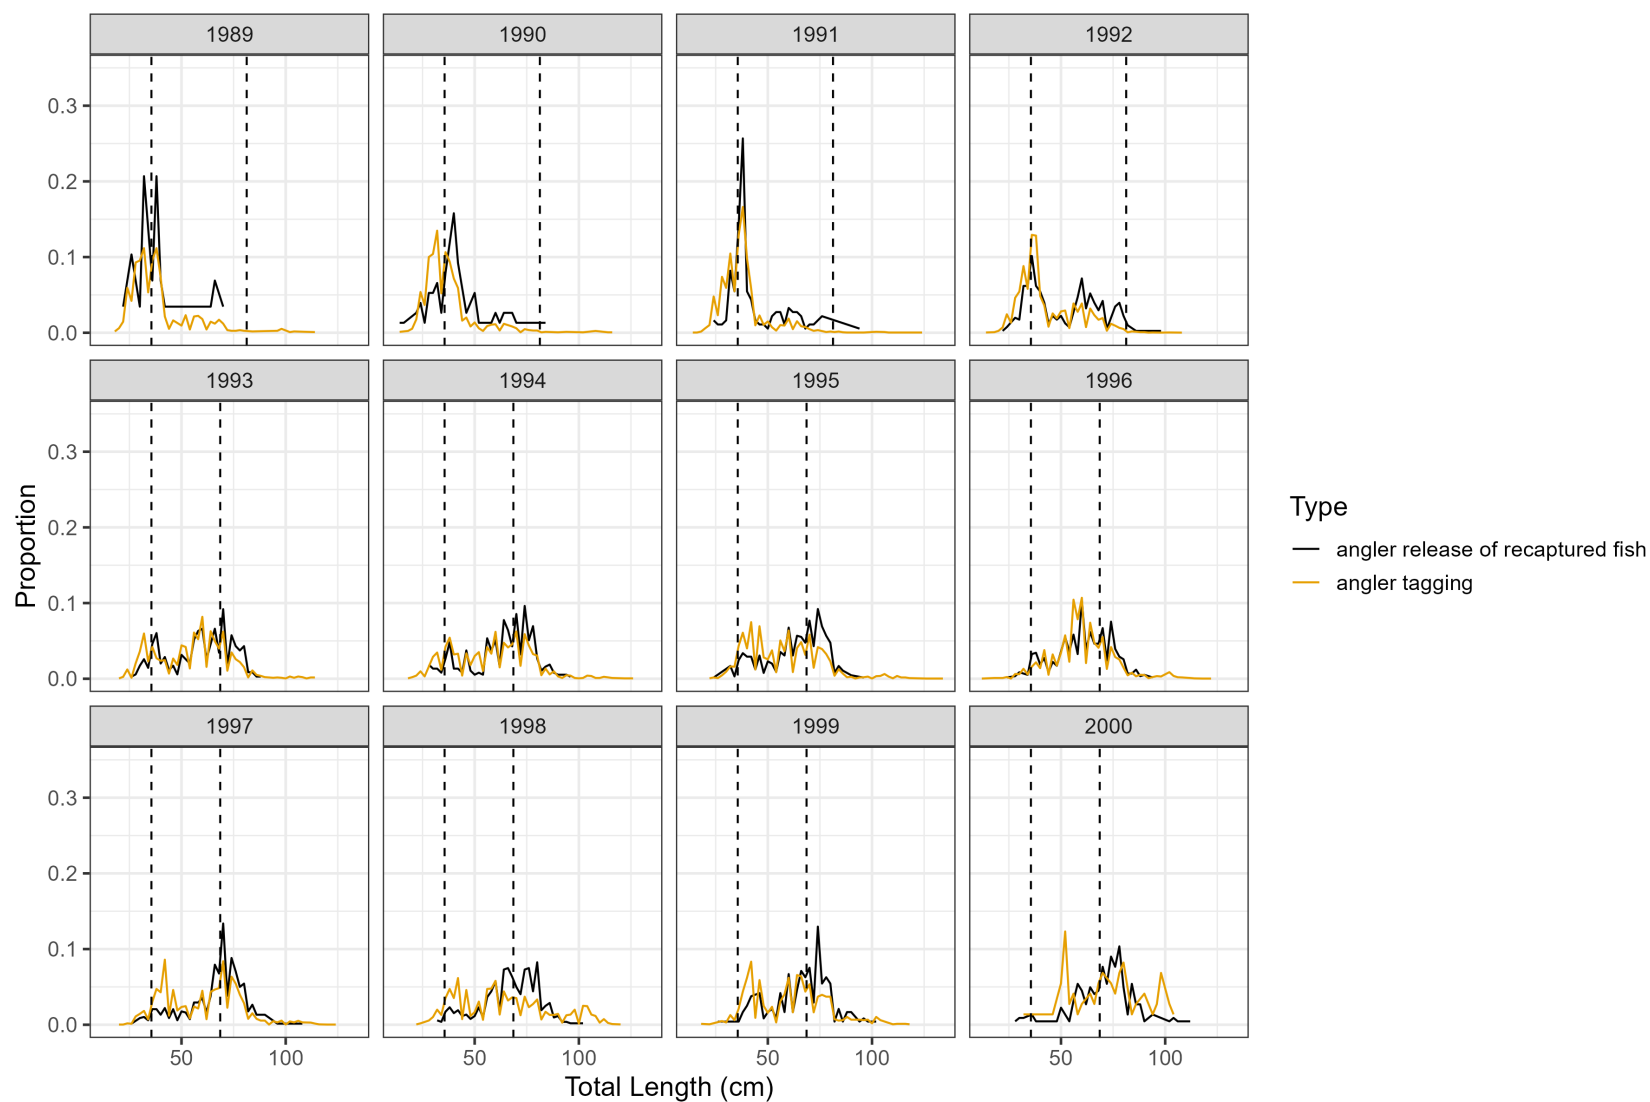 1989 1990 1991 1992
0.3
0.2
0.1
0.0
1993 1994 1995 1996
0.3
0.2
0.1
0.0
1997 1998 1999 2000
0.3
0.2
0.1
0.0
50 100 50 100 50 100 50 100
Total Length (cm)
Proportion
Type
angler release of recaptured fish
angler tagging